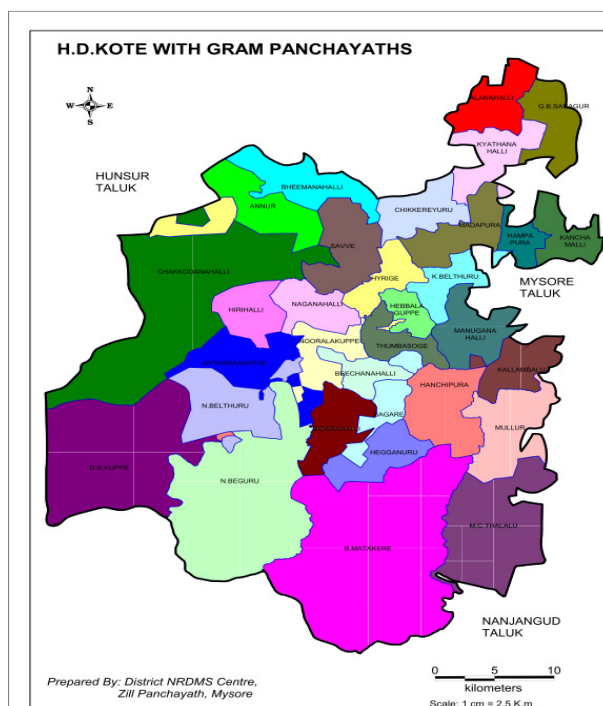 H.D.KOTE WITH GRAM PANCHAYATHS
N
W E
S
ALANAHALLI
G.B.SARAGUR
KYATHANA
HALLI
HUNSUR
TALUK
BHEEMANAHALLI
ANNUR
CHIKKEREYURU
MADAPURA
HAMPA
PURA
KANCHA
MALLI
SAVVE
CHAKKODANAHALLI
HYRIGE
K.BELTHURU
MYSORE
TALUK
HIRIHALLI
NAGANAHALLI
HEBBALA
GUPPE
MANUGANA
HALLI
NOORALAKUPPE
THUMBASOGE
BEECHANAHALLI
KALLAMBALU
HANCHIPURA
N.BELTHURU
SAGARE
MULLUR
HEGGANURU
D.B.KUPPE
N.BEGURU
M.C.THALALU
B.MATAKERE
NANJANGUD
TALUK
0 5 10
kilometers
Prepared By: District NRDMS Centre,
Zill Panchayath, Mysore
Scale: 1 cm = 2.5 K.m